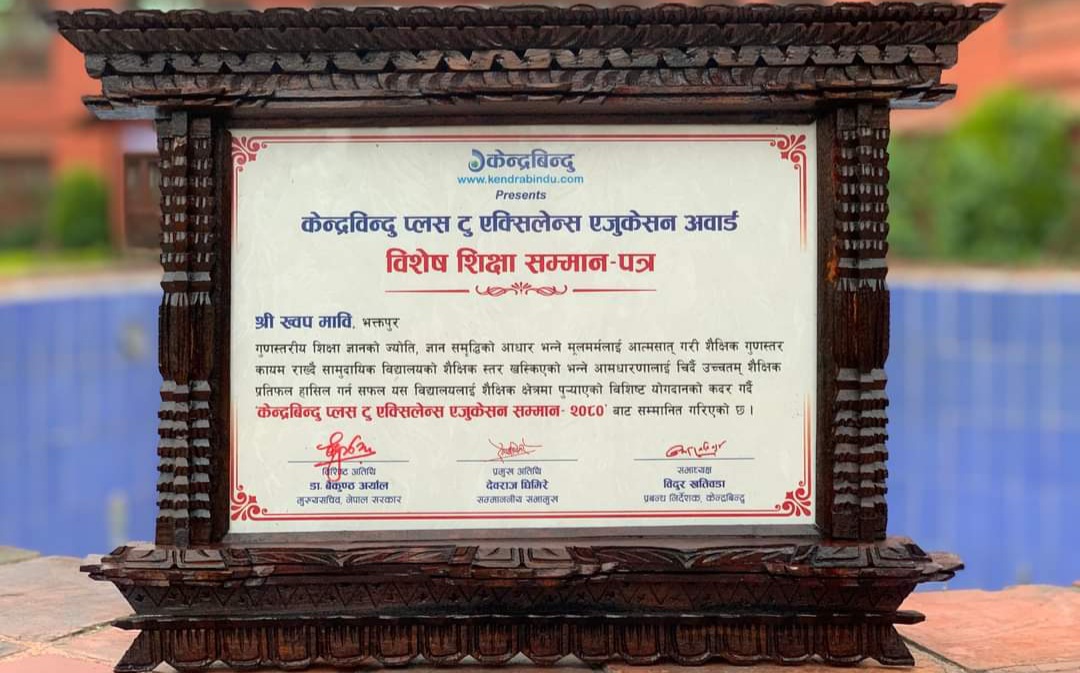 केन्द्रबिन्दु
www.kendrabindu.com
Presents
केन्द्रविन्दु प्लस टु एक्सिलेन्स एजुकेसन अवार्ड
विशेष शिक्षा सम्मान-पत्र
श्री ख्वप मावि, भक्तपुर
गुणस्तरीय शिक्षा ज्ञानको ज्योति, ज्ञान समृद्धिको आधार भन्ने मूलमर्मलाई आत्मसात् गरी शैक्षिक गुणस्तर
कायम राख्दै सामुदायिक विद्यालयको शैक्षिक स्तर खस्किएको भन्ने आमधारणालाई चिर्दै उच्चतम् शैक्षिक
प्रतिफल हासिल गर्न सफल यस विद्यालयलाई शैक्षिक क्षेत्रमा पुऱ्याएको विशिष्ट योगदानको कदर गर्दै
'केन्द्रबिन्दु प्लस टु एक्सिलेन्स एजुकेसन सम्मान- २०८०' बाट सम्मानित गरिएको छ ।
विशिष्ट अतिथि
डा. बैकुण्ठ अर्याल
मुख्यसचिव, नेपाल सरकार
प्रमुख अतिथि
देवराज घिमिरे
सम्माननीय सभामुख
सभाध्यक्ष
विदुर खतिवडा
प्रबन्ध निर्देशक, केन्द्रबिन्दु